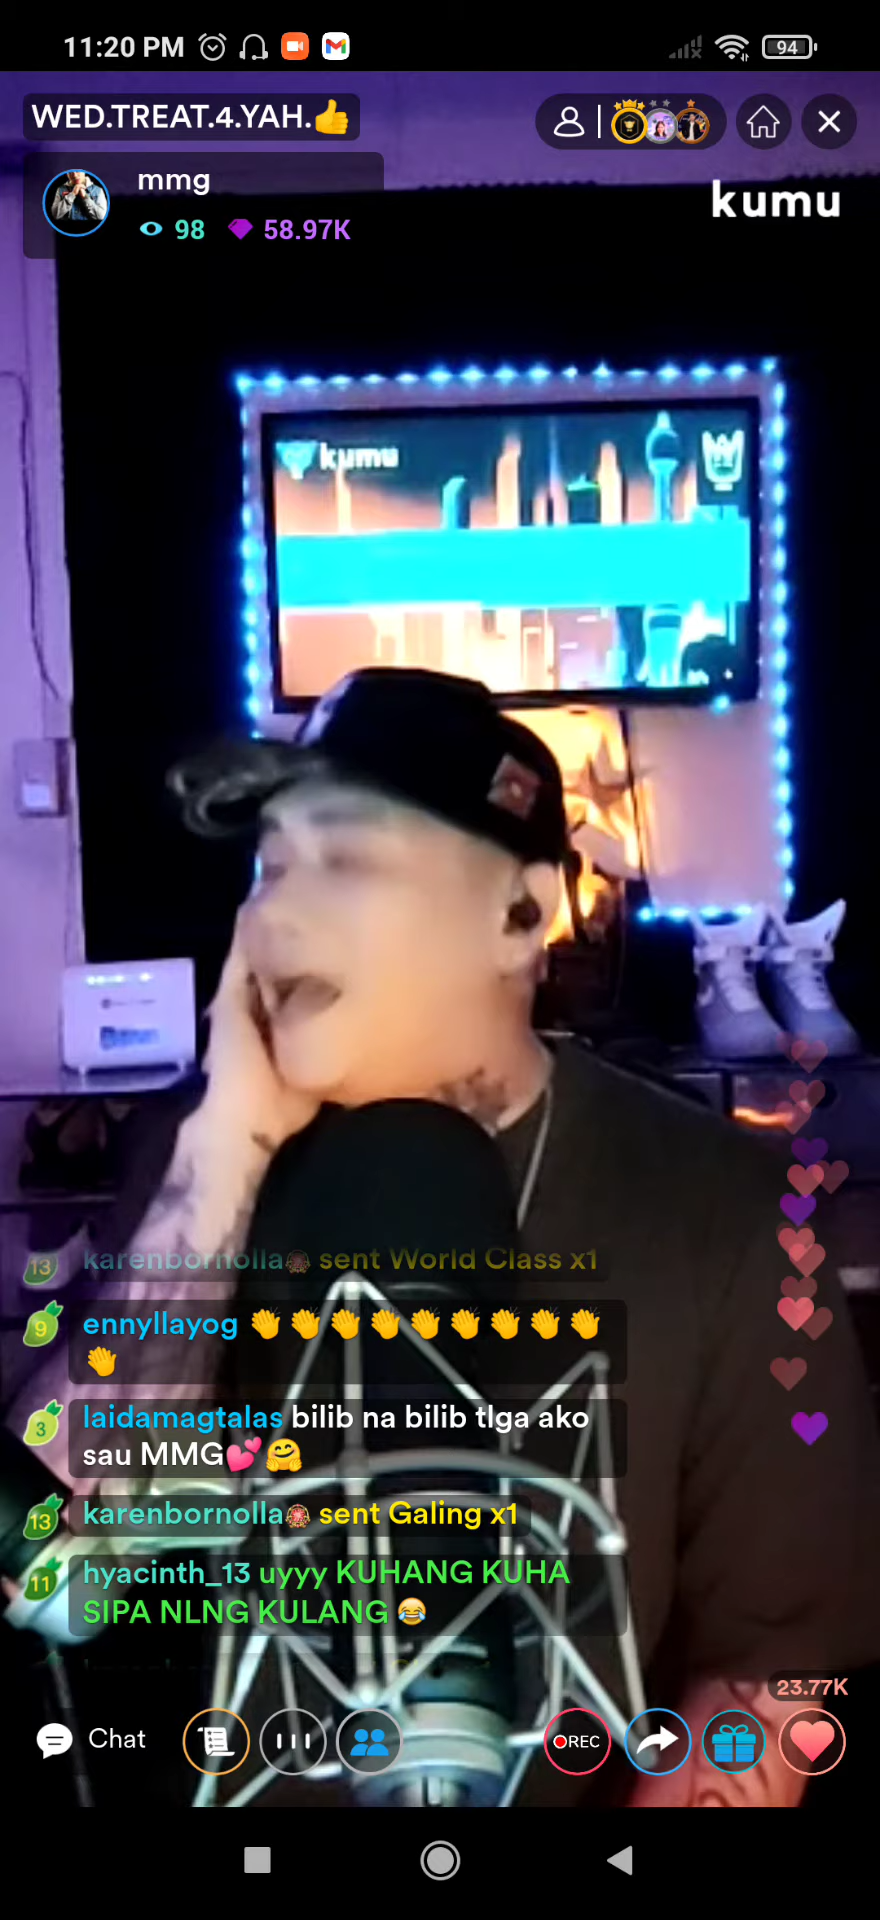 11:20 PM
94
WED.TREAT.4.YAH.👍
mmg
98 58.97K
kumu
kumu
13 karenbornolla sent World Class x1
9 ennyllayog 👏👏👏👏👏👏👏👏👏
👏
3 laidamagtalas bilib na bilib tlga ako
sau MMG💕🤗
13 karenbornolla sent Galing x1
11 hyacinth_13 uyyy KUHANG KUHA
SIPA NLNG KULANG 😂
23.77K
Chat
REC